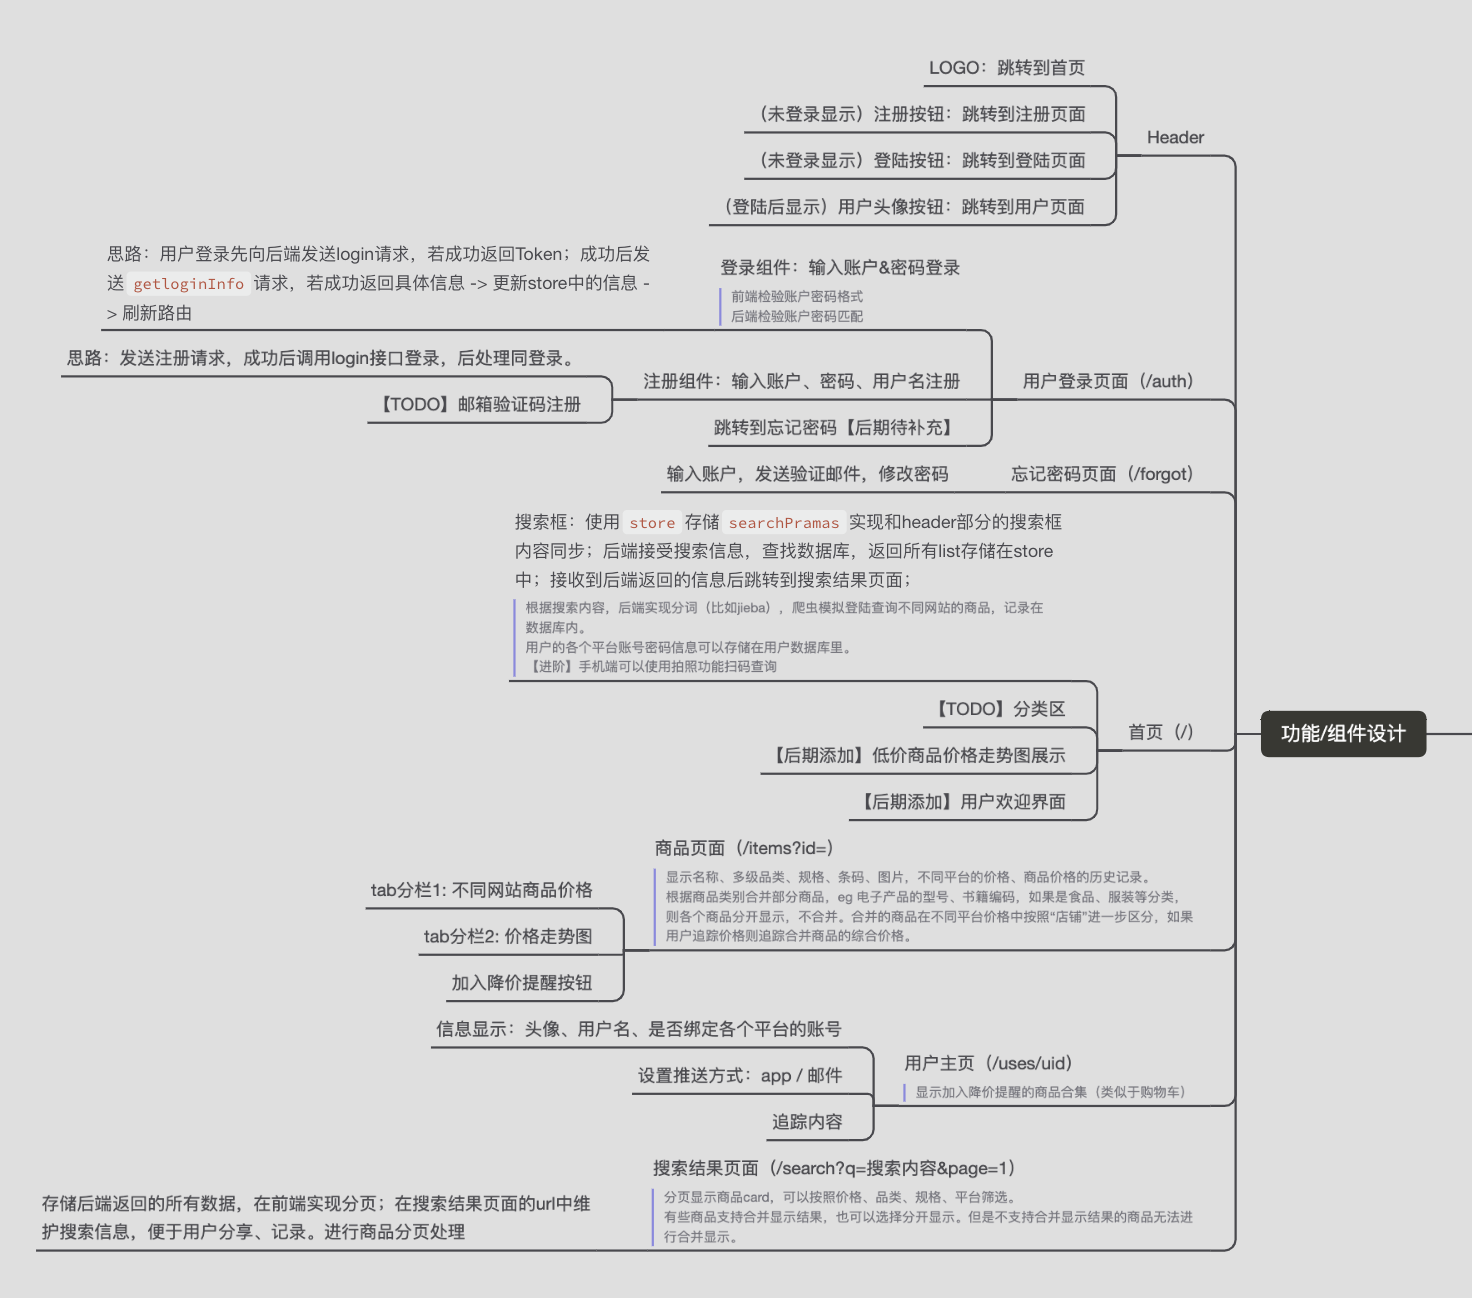 LOGO：跳转到首页
（未登录显示）注册按钮：跳转到注册页面
Header
（未登录显示）登陆按钮：跳转到登陆页面
（登陆后显示）用户头像按钮：跳转到用户页面
思路：用户登录先向后端发送login请求，若成功返回Token；成功后发
送 getloginInfo 请求，若成功返回具体信息 -> 更新store中的信息 -
> 刷新路由
登录组件：输入账户&密码登录
前端检验账户密码格式
后端检验账户密码匹配
思路：发送注册请求，成功后调用login接口登录，后处理同登录。
【TODO】邮箱验证码注册
注册组件：输入账户、密码、用户名注册
用户登录页面（/auth）
跳转到忘记密码【后期待补充】
输入账户，发送验证邮件，修改密码
忘记密码页面（/forgot）
搜索框：使用 store 存储 searchPramas 实现和header部分的搜索框
内容同步；后端接受搜索信息，查找数据库，返回所有list存储在store
中；接收到后端返回的信息后跳转到搜索结果页面；
根据搜索内容，后端实现分词（比如jieba），爬虫模拟登陆查询不同网站的商品，记录在
数据库内。
用户的各个平台账号密码信息可以存储在用户数据库里。
【进阶】手机端可以使用拍照功能扫码查询
【TODO】分类区
首页（/）
功能/组件设计
【后期添加】低价商品价格走势图展示
【后期添加】用户欢迎界面
商品页面（/items?id=）
显示名称、多级品类、规格、条码、图片，不同平台的价格、商品价格的历史记录。
根据商品类别合并部分商品，eg 电子产品的型号、书籍编码，如果是食品、服装等分类，
则各个商品分开显示，不合并。合并的商品在不同平台价格中按照“店铺”进一步区分，如果
用户追踪价格则追踪合并商品的综合价格。
tab分栏1: 不同网站商品价格
tab分栏2: 价格走势图
加入降价提醒按钮
信息显示：头像、用户名、是否绑定各个平台的账号
用户主页（/uses/uid）
显示加入降价提醒的商品合集（类似于购物车）
设置推送方式：app / 邮件
追踪内容
搜索结果页面（/search?q=搜索内容&page=1）
分页显示商品card，可以按照价格、品类、规格、平台筛选。
有些商品支持合并显示结果，也可以选择分开显示。但是不支持合并显示结果的商品无法进
行合并显示。
存储后端返回的所有数据，在前端实现分页；在搜索结果页面的url中维
护搜索信息，便于用户分享、记录。进行商品分页处理